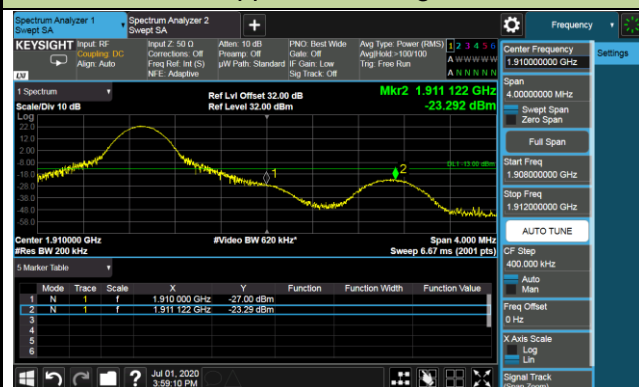 Spectrum Analyzer 1
Swept SA
Spectrum Analyzer 2
Swept SA
+
Frequency
KEYSIGHT
Input: RF
Coupling: DC
Align: Auto
Input Z: 50 Ω
Corrections: Off
Freq Ref: Int (S)
NFE: Adaptive
Atten: 10 dB
Preamp: Off
µW Path: Standard
PNO: Best Wide
Gate: Off
IF Gain: Low
Sig Track: Off
Avg Type: Power (RMS)
Avg|Hold:>100/100
Trig: Free Run
1 2 3 4 5 6
A W W W W W
A N N N N N
LXI
1 Spectrum
Scale/Div 10 dB
Log
Ref Lvl Offset 32.00 dB
Ref Level 32.00 dBm
Mkr2 1.911 122 GHz
-23.292 dBm
22.0
12.0
2.00
-8.00
-18.0
-28.0
-38.0
-48.0
-58.0
DL1 -13.00 dBm
1
2
Center 1.910000 GHz
#Res BW 200 kHz
#Video BW 620 kHz*
Span 4.000 MHz
Sweep 6.67 ms (2001 pts)
5 Marker Table
Mode Trace Scale X Y Function Function Width Function Value
1 N 1 f 1.910 000 GHz -27.00 dBm
2 N 1 f 1.911 122 GHz -23.29 dBm
3
4
5
6
Jul 01, 2020
3:59:10 PM
Center Frequency
1.910000000 GHz
Span
4.00000000 MHz
Swept Span
Zero Span
Full Span
Start Freq
1.908000000 GHz
Stop Freq
1.912000000 GHz
AUTO TUNE
CF Step
400.000 kHz
Auto
Man
Freq Offset
0 Hz
X Axis Scale
Log
Lin
Signal Track
(Span Zoom)
Settings